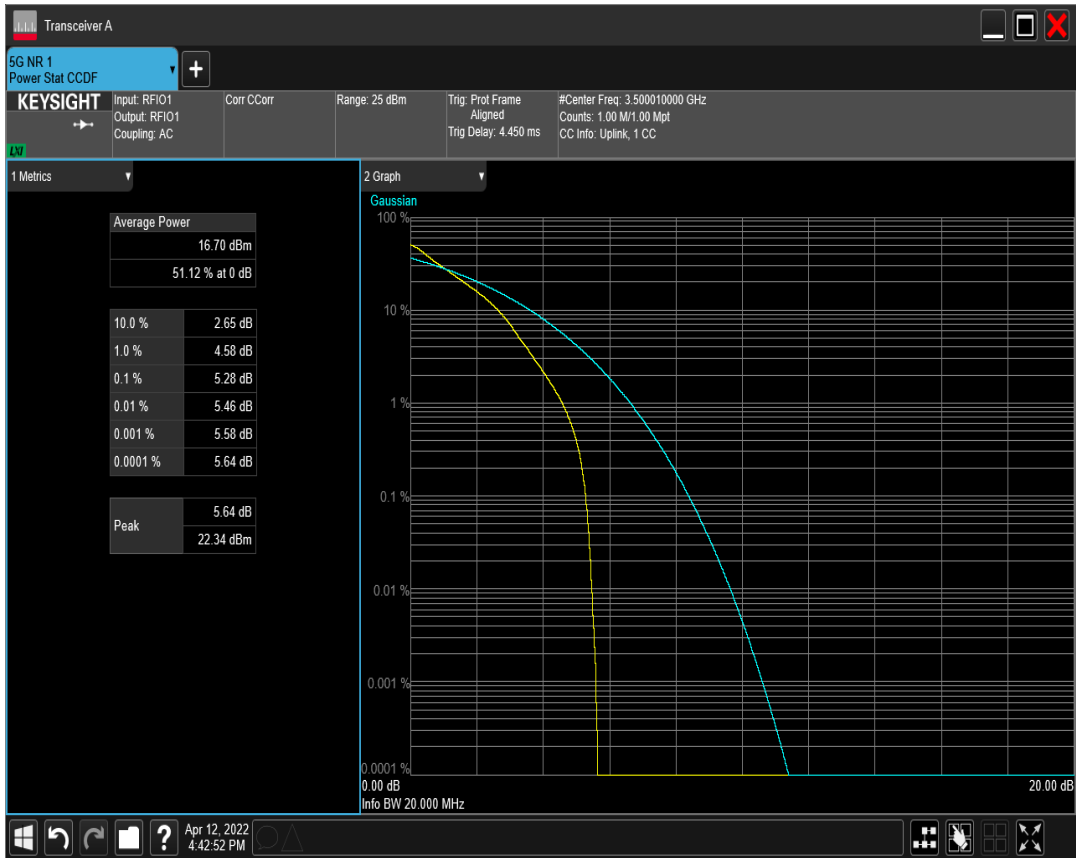 Transceiver A
5G NR 1
Power Stat CCDF
+
KEYSIGHT
LXI
Input: RFIO1
Output: RFIO1
Coupling: AC
Corr CCorr
Range: 25 dBm
Trig: Prot Frame
Aligned
Trig Delay: 4.450 ms
#Center Freq: 3.500010000 GHz
Counts: 1.00 M/1.00 Mpt
CC Info: Uplink, 1 CC
1 Metrics
Average Power
16.70 dBm
51.12 % at 0 dB
10.0 % 2.65 dB
1.0 % 4.58 dB
0.1 % 5.28 dB
0.01 % 5.46 dB
0.001 % 5.58 dB
0.0001 % 5.64 dB
Peak
5.64 dB
22.34 dBm
2 Graph
Gaussian
100 %
10 %
1 %
0.1 %
0.01 %
0.001 %
0.0001 %
0.00 dB 20.00 dB
Info BW 20.000 MHz
?
Apr 12, 2022
4:42:52 PM